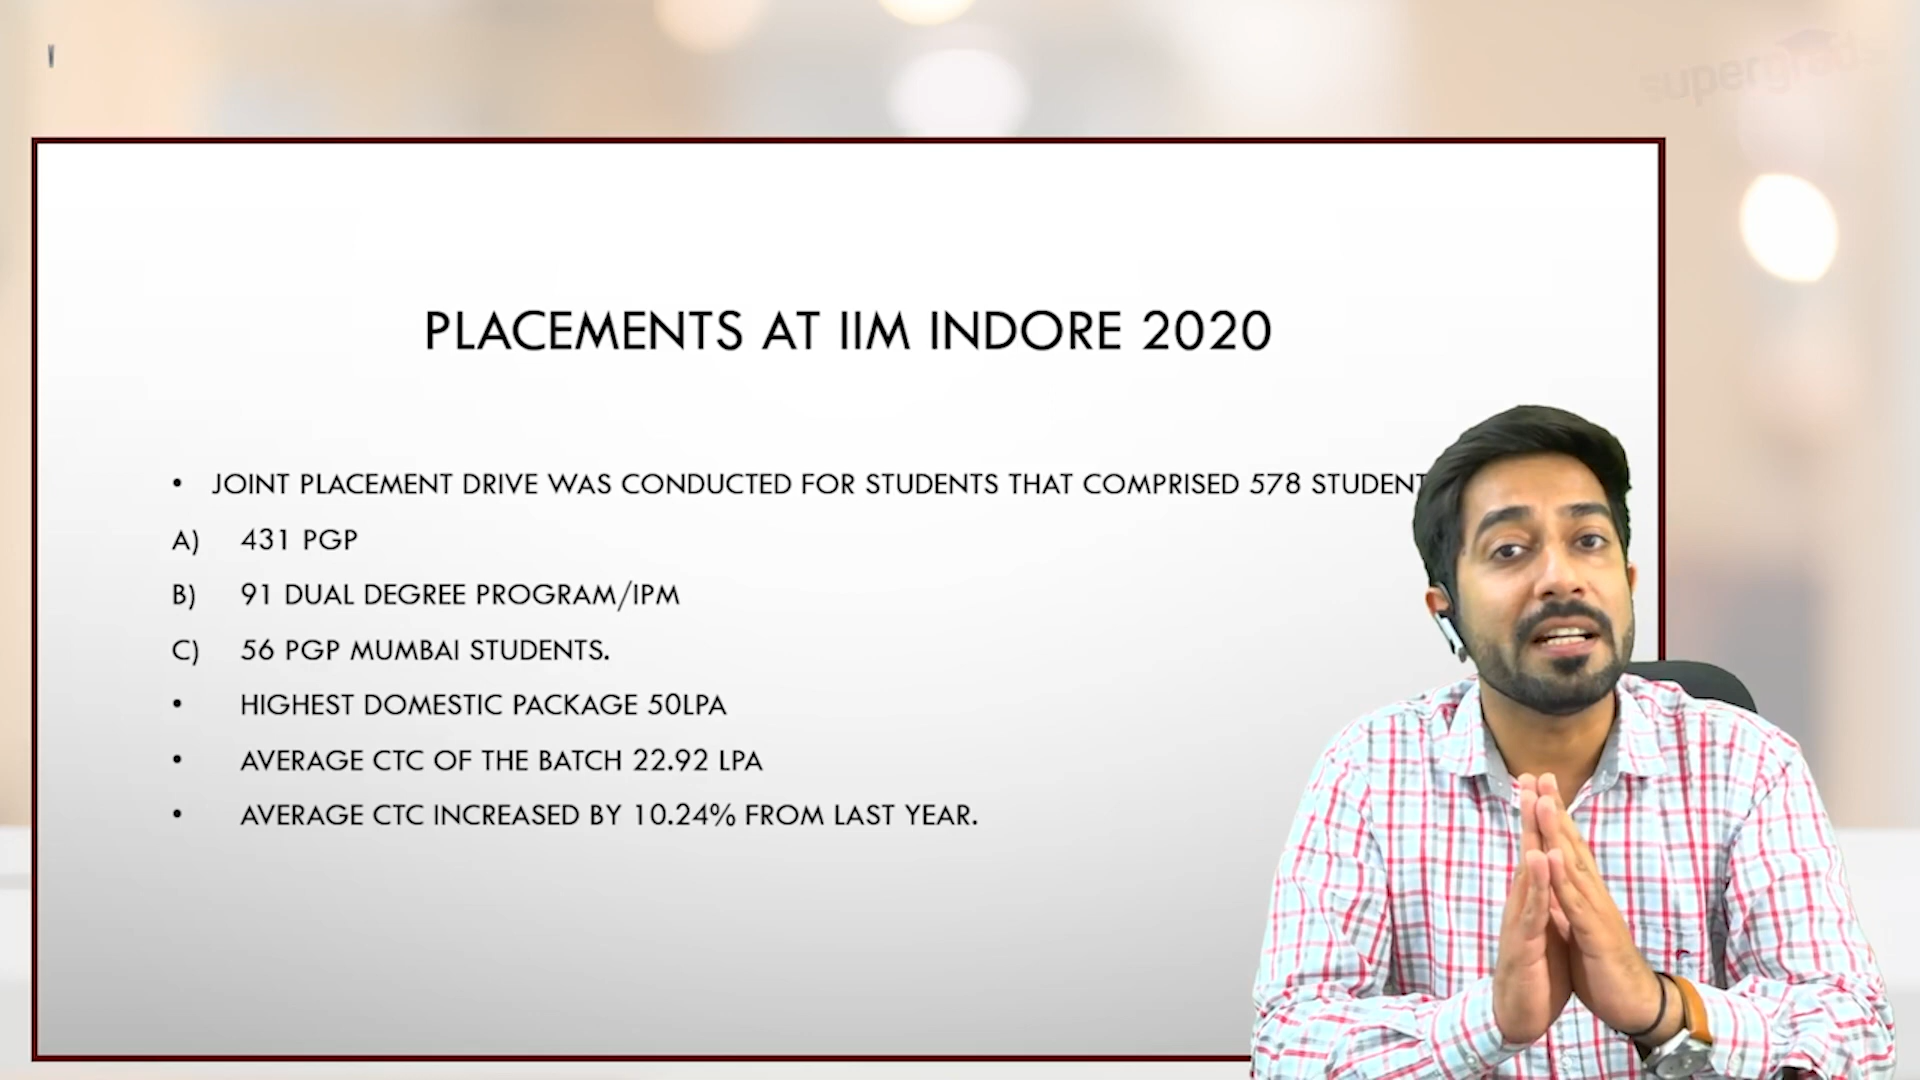 supergrad
PLACEMENTS AT IIM INDORE 2020
• JOINT PLACEMENT DRIVE WAS CONDUCTED FOR STUDENTS THAT COMPRISED 578 STUDENT
A) 431 PGP
B) 91 DUAL DEGREE PROGRAM/IPM
C) 56 PGP MUMBAI STUDENTS.
• HIGHEST DOMESTIC PACKAGE 50LPA
• AVERAGE CTC OF THE BATCH 22.92 LPA
• AVERAGE CTC INCREASED BY 10.24% FROM LAST YEAR.